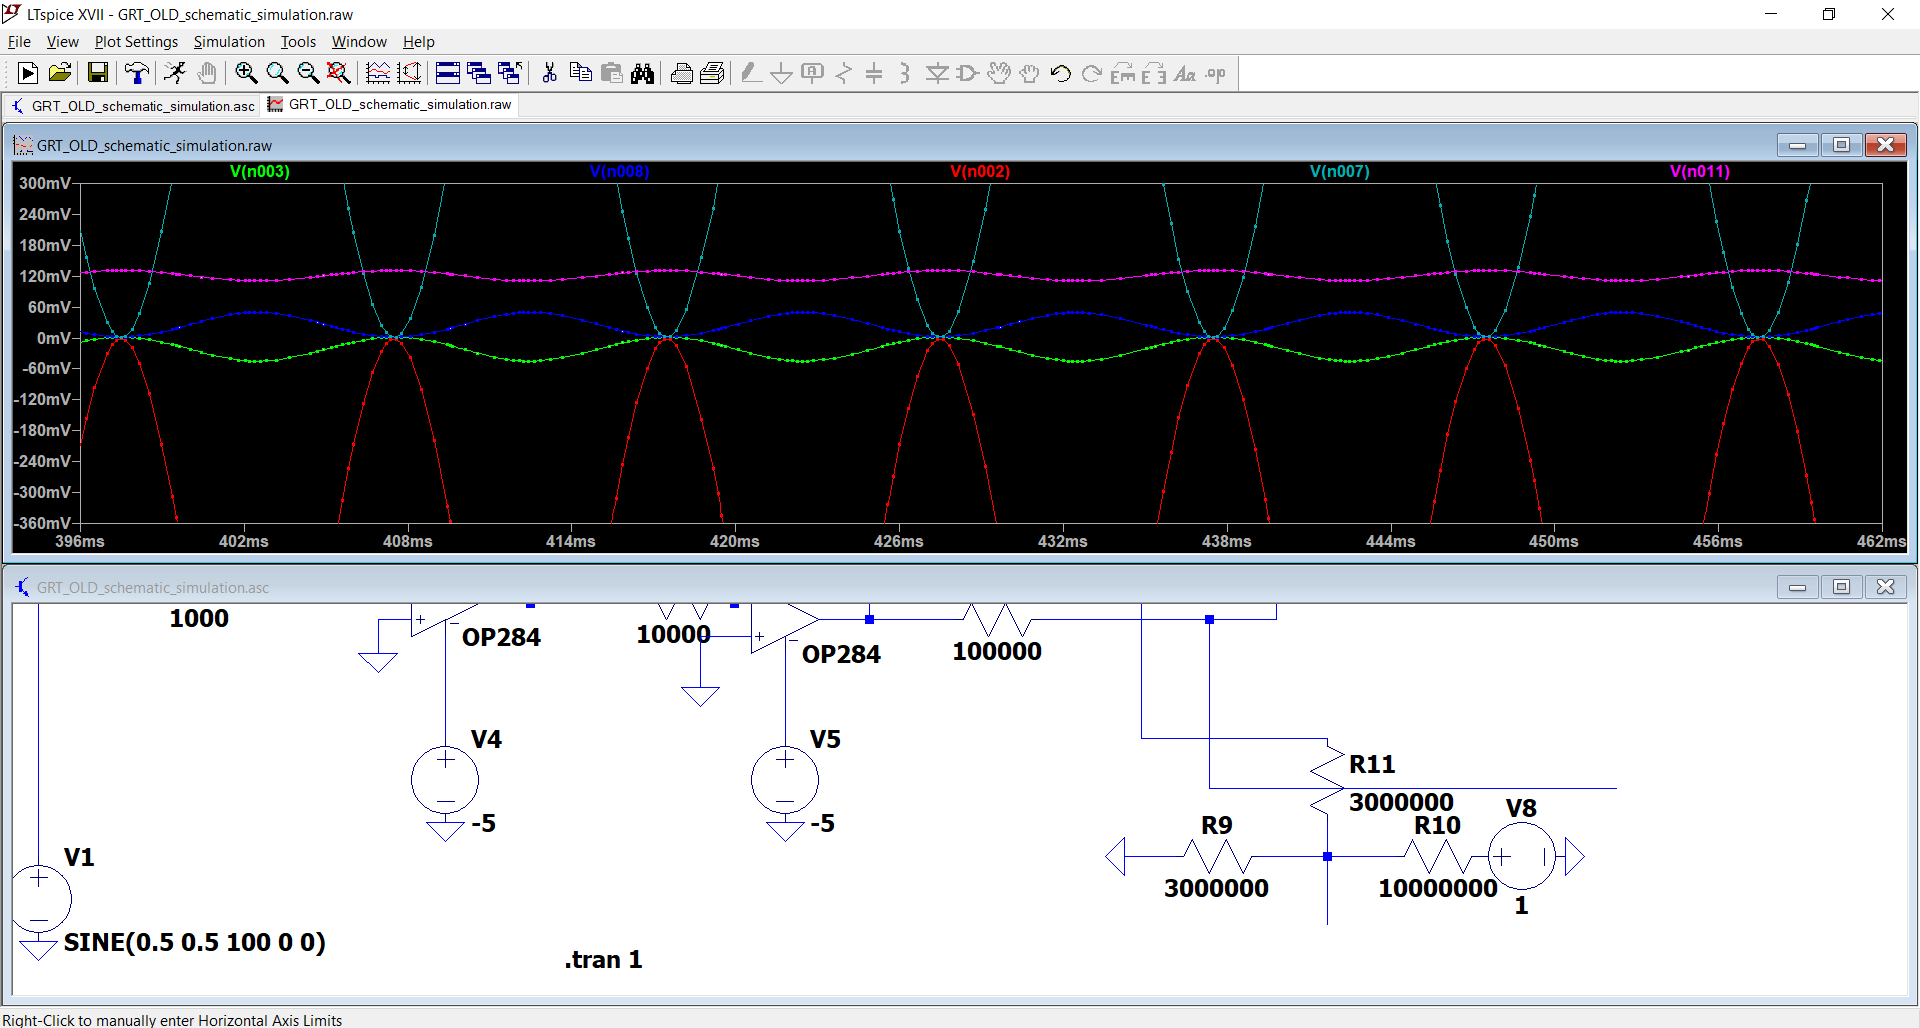 LTspice XVII - GRT_OLD_schematic_simulation.raw
File View Plot Settings Simulation Tools Window Help
GRT_OLD_schematic_simulation.asc GRT_OLD_schematic_simulation.raw
GRT_OLD_schematic_simulation.raw
V(n003) V(n008) V(n002) V(n007) V(n011)
300mV
240mV
180mV
120mV
60mV
0mV
-60mV
-120mV
-180mV
-240mV
-300mV
-360mV
396ms 402ms 408ms 414ms 420ms 426ms 432ms 438ms 444ms 450ms 456ms 462ms
GRT_OLD_schematic_simulation.asc
1000
OP284
10000
OP284
100000
V4
-5
V5
-5
R11
3000000
V8
R9
3000000
R10
10000000
1
V1
SINE(0.5 0.5 100 0 0)
.tran 1
Right-Click to manually enter Horizontal Axis Limits